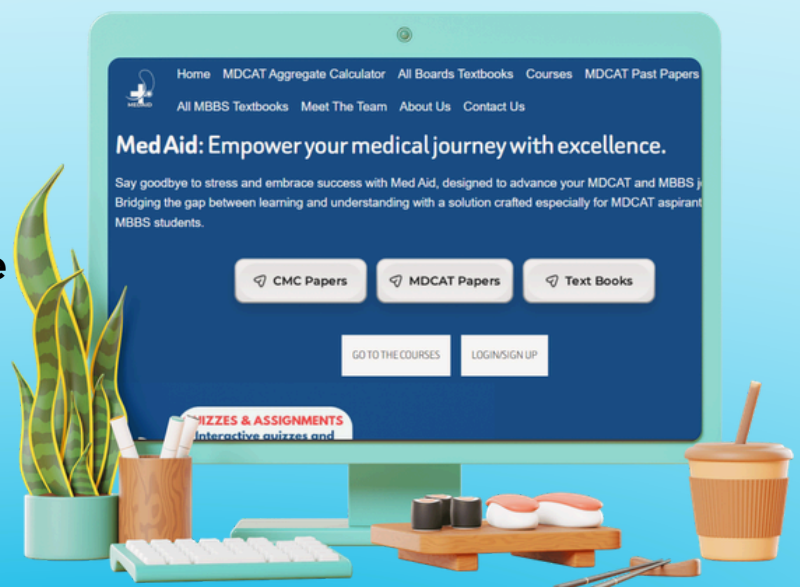 Home MDCAT Aggregate Calculator All Boards Textbooks Courses MDCAT Past Papers
MEDAID
All MBBS Textbooks Meet The Team About Us Contact Us
Med Aid: Empower your medical journey with excellence.
Say goodbye to stress and embrace success with Med Aid, designed to advance your MDCAT and MBBS j
Bridging the gap between learning and understanding with a solution crafted especially for MDCAT aspirant
MBBS students.
e
CMC Papers MDCAT Papers Text Books
GO TO THE COURSES LOGIN/SIGN UP
UIZZES & ASSIGNMENTS
Interactive quizzes and